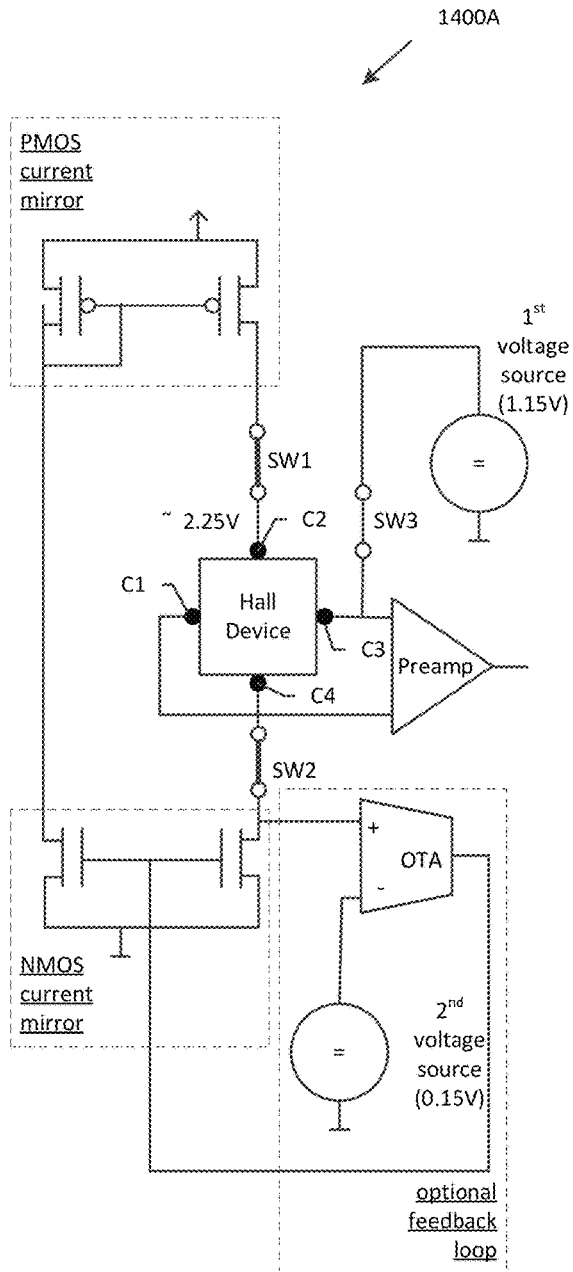 1400A
PMOS
current
mirror
1st
voltage
source
(1.15V)
=
SW1
SW3
~ 2.25V
C2
C1
Hall
Device
C3
Preamp
C4
SW2
+
OTA
-
NMOS
current
mirror
2nd
voltage
source
(0.15V)
=
optional
feedback
loop